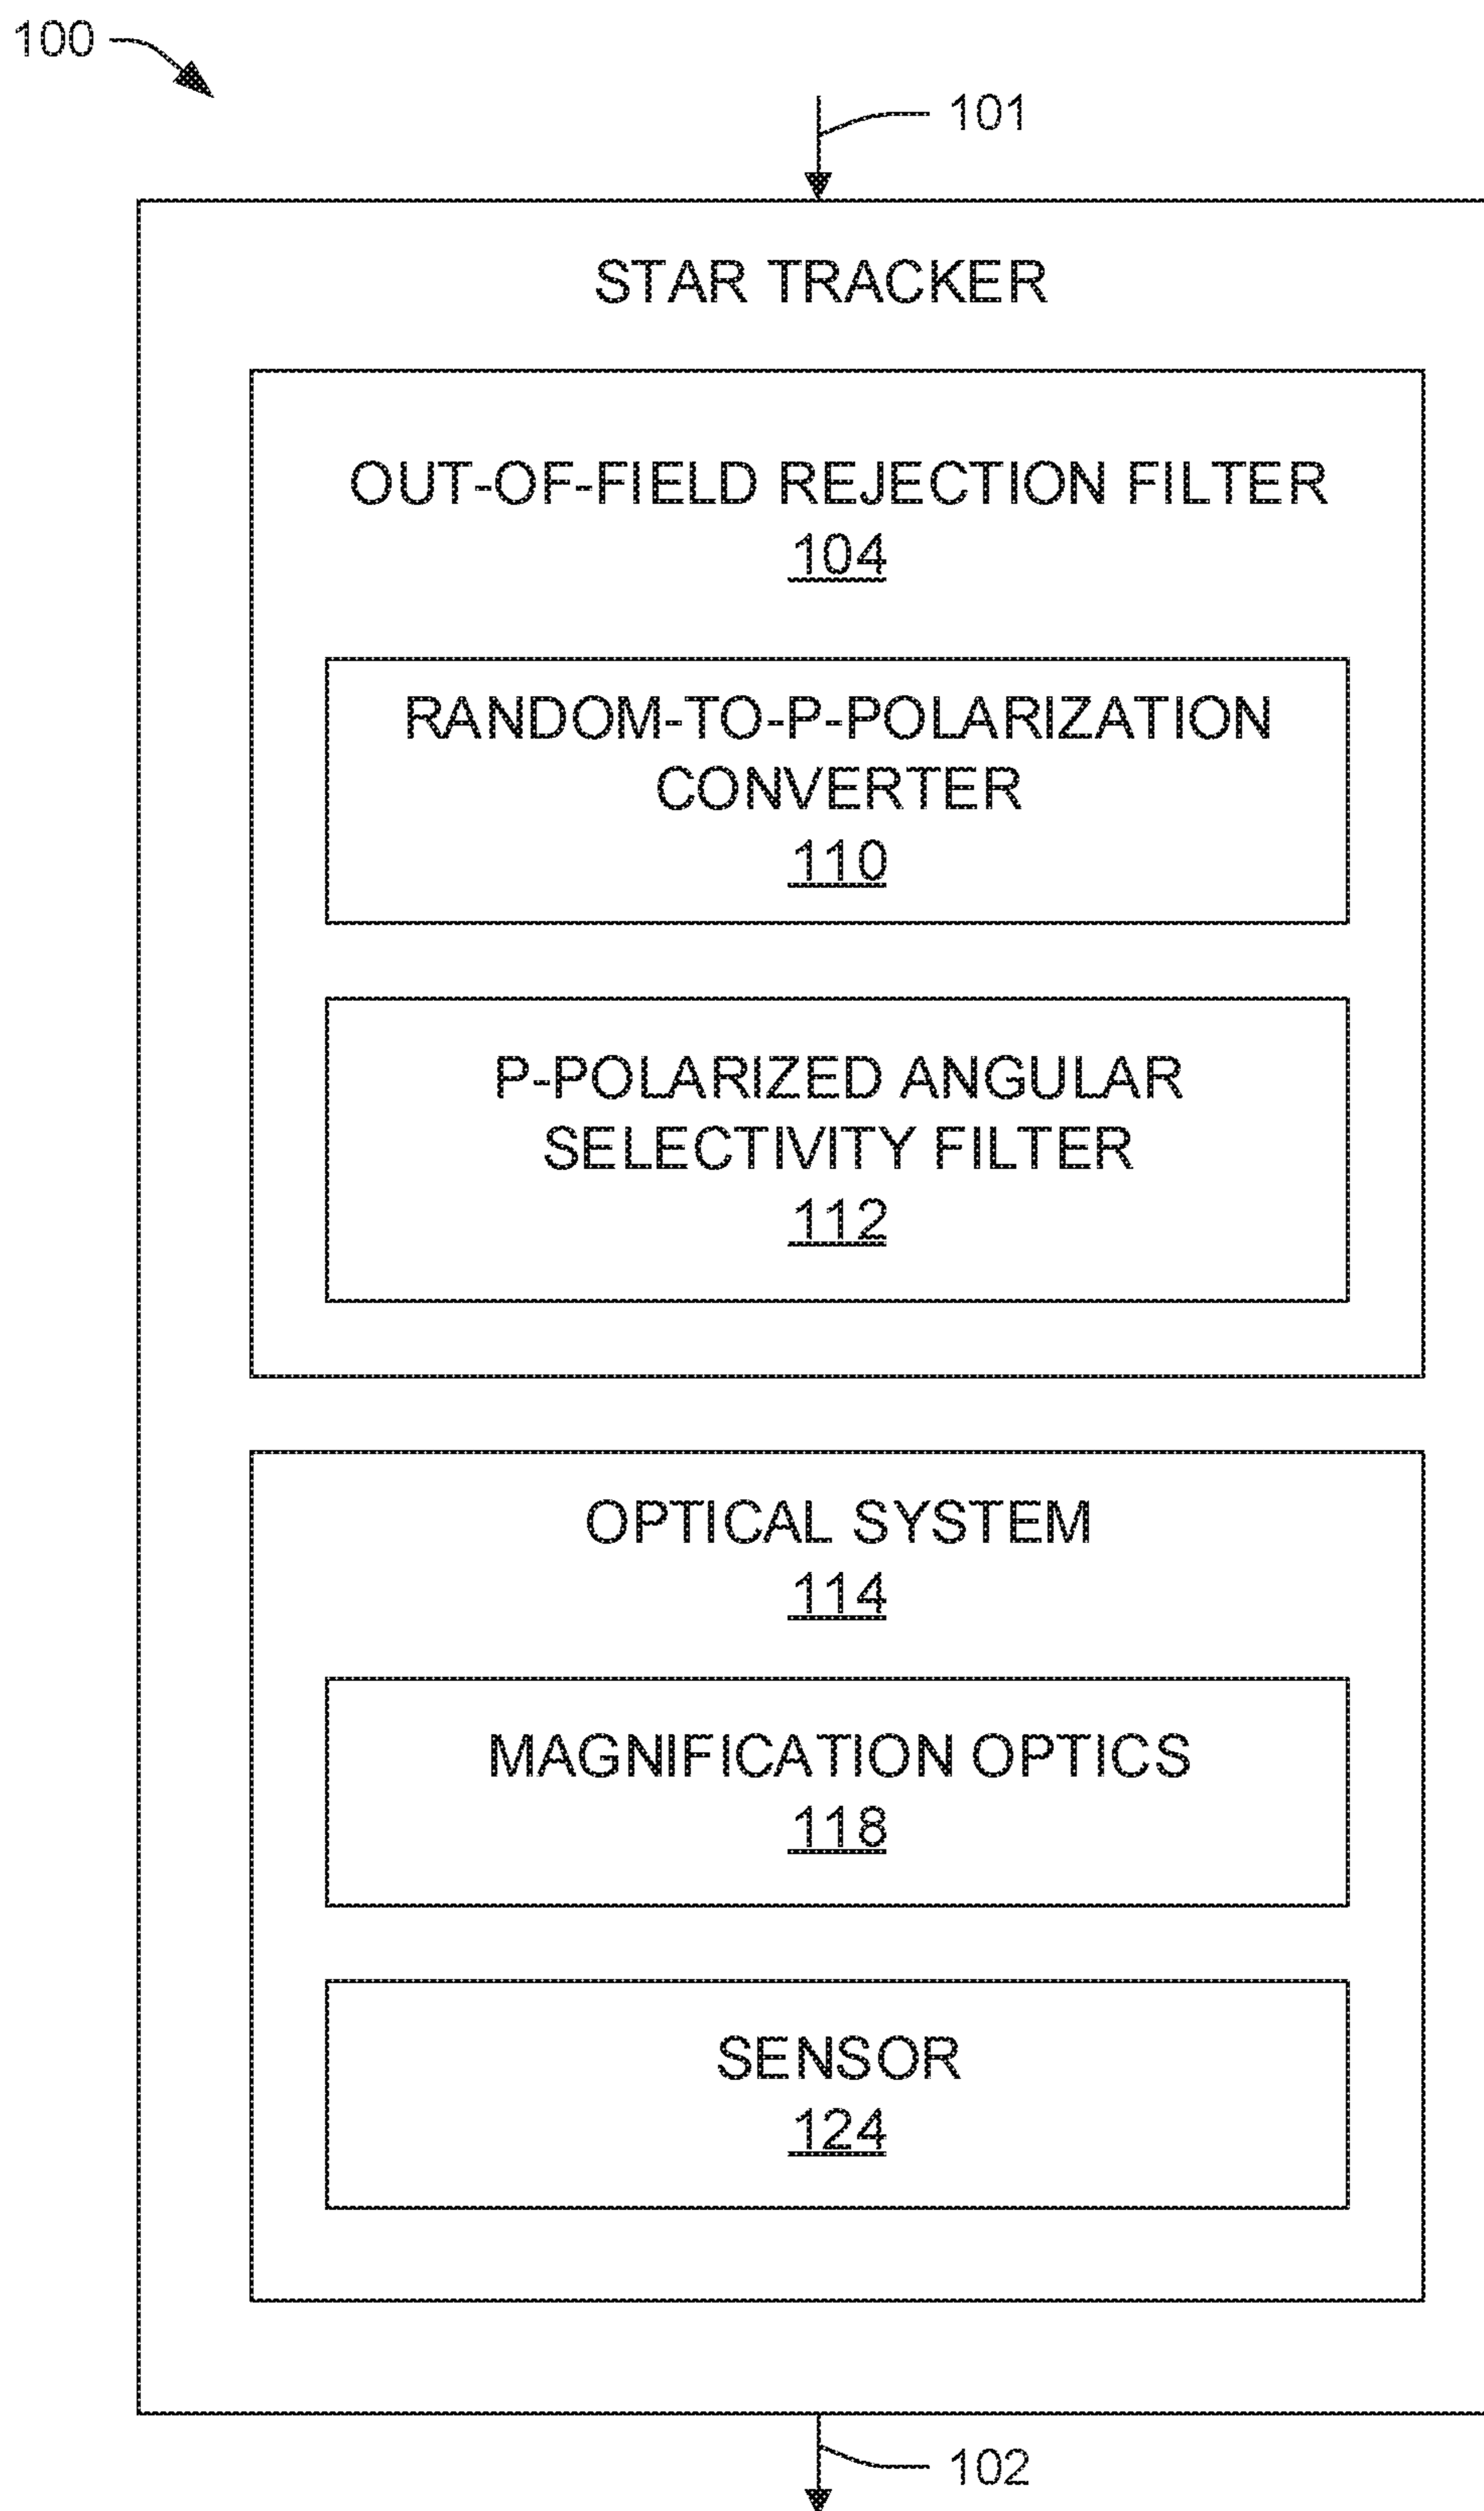 100
101
STAR TRACKER
OUT-OF-FIELD REJECTION FILTER
104
RANDOM-TO-P-POLARIZATION
CONVERTER
110
P-POLARIZED ANGULAR
SELECTIVITY FILTER
112
OPTICAL SYSTEM
114
MAGNIFICATION OPTICS
118
SENSOR
124
102